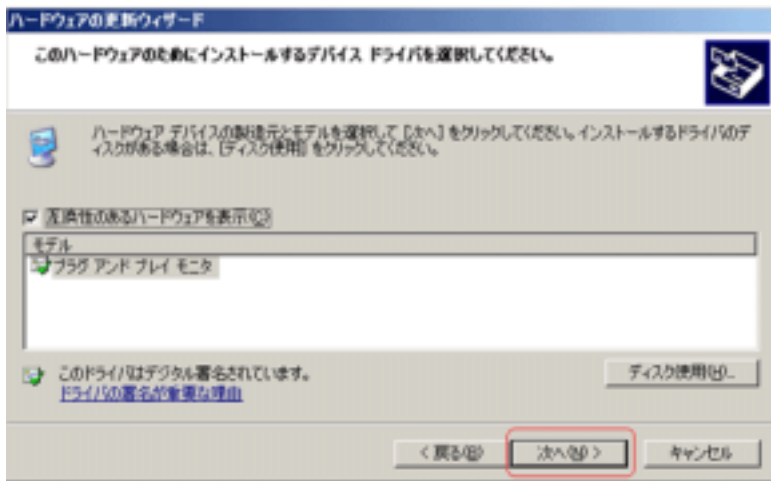 ハードウェアの更新ウィザード
このハードウェアのためにインストールするデバイス ドライバを選択してください。
ハードウェア デバイスの製造元とモデルを選択して [次へ] をクリックしてください。インストールするドライバのデ
ィスクがある場合は、[ディスク使用] をクリックしてください。
互換性のあるハードウェアを表示(C)
モデル
プラグ アンド プレイ モニタ
このドライバはデジタル署名されています。
ディスク使用(H)...
ドライバの署名が重要な理由
< 戻る(B)
次へ(N) >
キャンセル